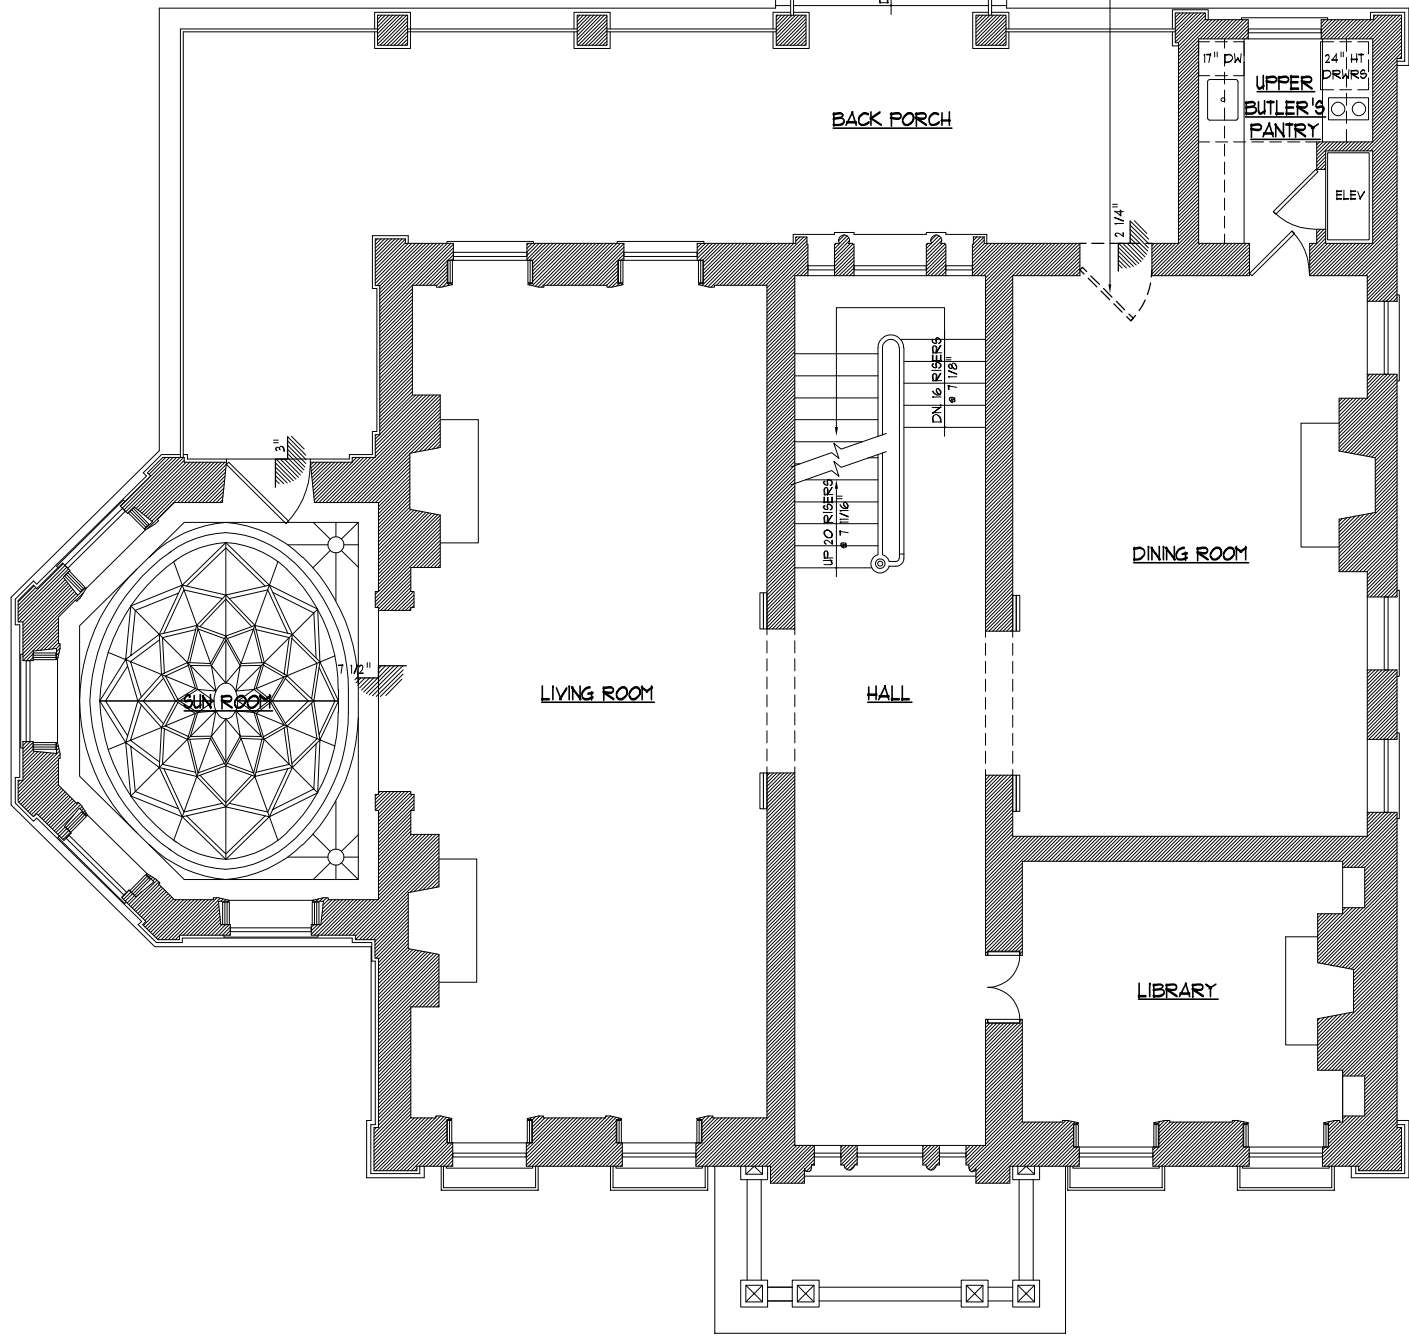 17" DW
24" HT
DRWRS
UPPER
BUTLER'S
PANTRY
BACK PORCH
ELEV
2 1/4"
DN. 16 RISERS
@ 7 1/8"
3"
UP 20 RISERS
@ 7 11/16"
DINING ROOM
7 1/2"
SUN ROOM
LIVING ROOM
HALL
LIBRARY